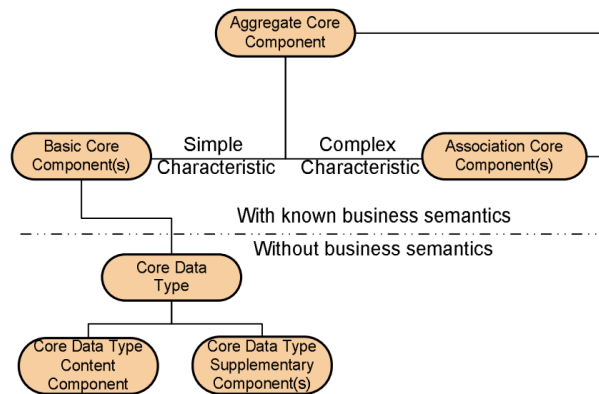 Aggregate Core
Component
Basic Core
Component(s)
Simple
Characteristic
Complex
Characteristic
Association Core
Component(s)
With known business semantics
Without business semantics
Core Data
Type
Core Data Type
Content
Component
Core Data Type
Supplementary
Component(s)